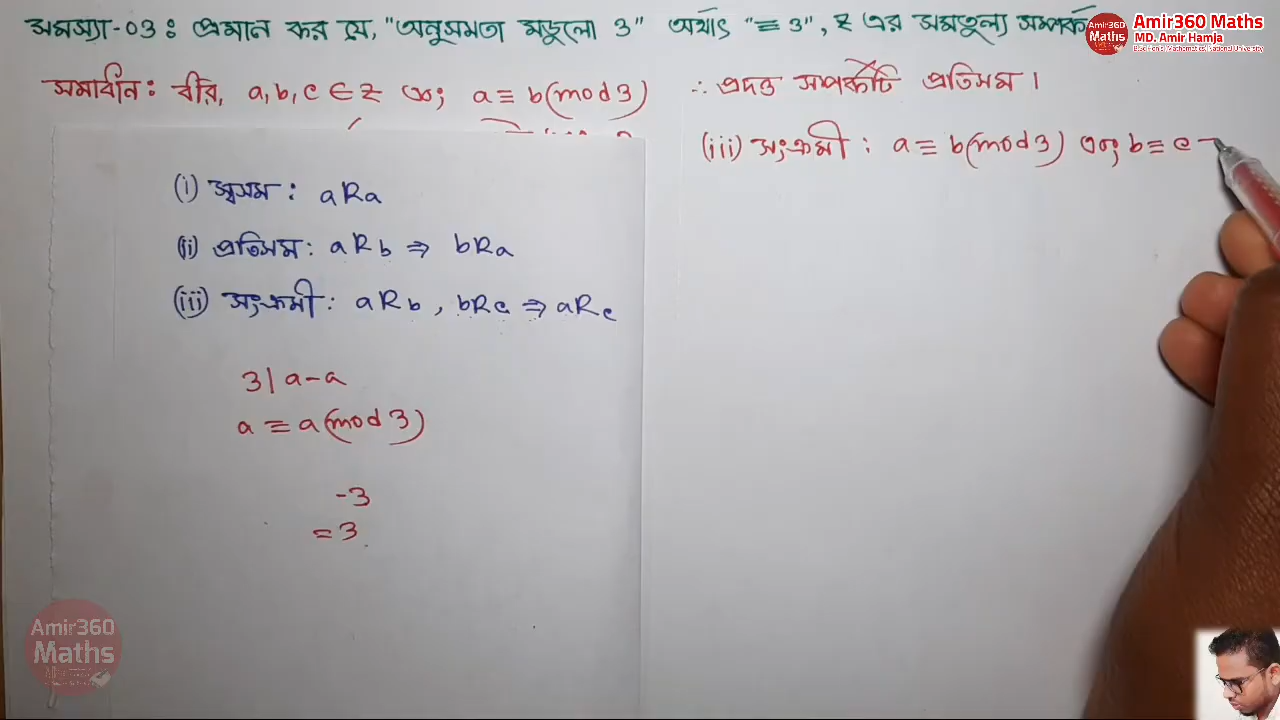 সমস্যা-03 : প্রমান কর যে, "অনুসমতা মডুলো 3" অর্থাৎ "≡ 3", Z এর সমতুল্য সম্পর্ক
সমাধান : ধরি, a, b, c ∈ Z এবং a ≡ b(mod 3)
(i) স্বসম : aRa
(ii) প্রতিসম : aRb ⇒ bRa
(iii) সংক্রমী : aRb, bRc ⇒ aRc
3 | a-a
a ≡ a(mod 3)
-3
= 3
∴ প্রদত্ত সম্পর্কটি প্রতিসম।
(iii) সংক্রমী : a ≡ b(mod 3) এবং b ≡ c
Amir360 Maths
MD. Amir Hamja
Amir360
Maths
Amir360
Maths